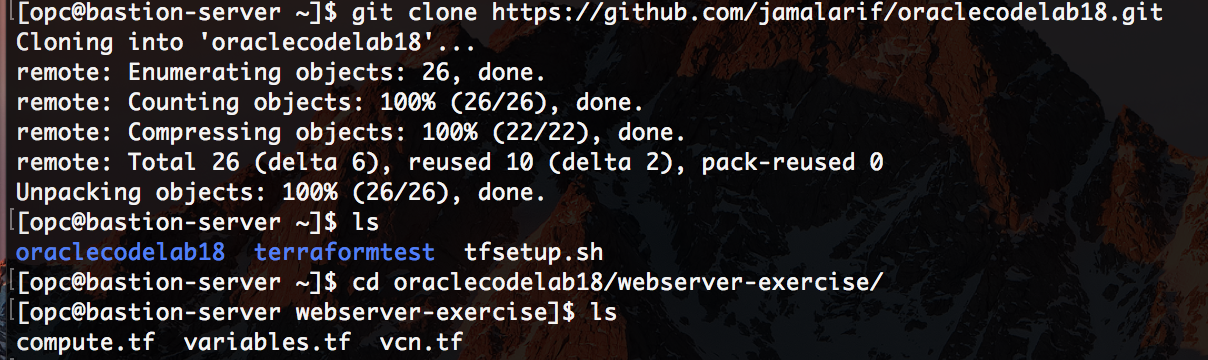 [opc@bastion-server ~]$ git clone https://github.com/jamalarif/oraclecodelab18.git
Cloning into 'oraclecodelab18'...
remote: Enumerating objects: 26, done.
remote: Counting objects: 100% (26/26), done.
remote: Compressing objects: 100% (22/22), done.
remote: Total 26 (delta 6), reused 10 (delta 2), pack-reused 0
Unpacking objects: 100% (26/26), done.
[opc@bastion-server ~]$ ls
oraclecodelab18  terraformtest  tfsetup.sh
[opc@bastion-server ~]$ cd oraclecodelab18/webserver-exercise/
[opc@bastion-server webserver-exercise]$ ls
compute.tf  variables.tf  vcn.tf